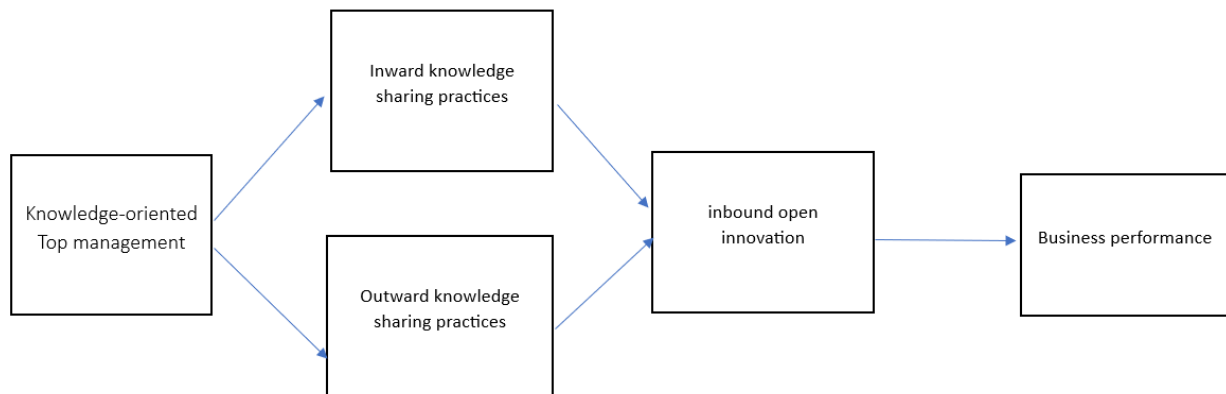 Inward knowledge
sharing practices
Knowledge-oriented
Top management
Outward knowledge
sharing practices
inbound open
innovation
Business performance